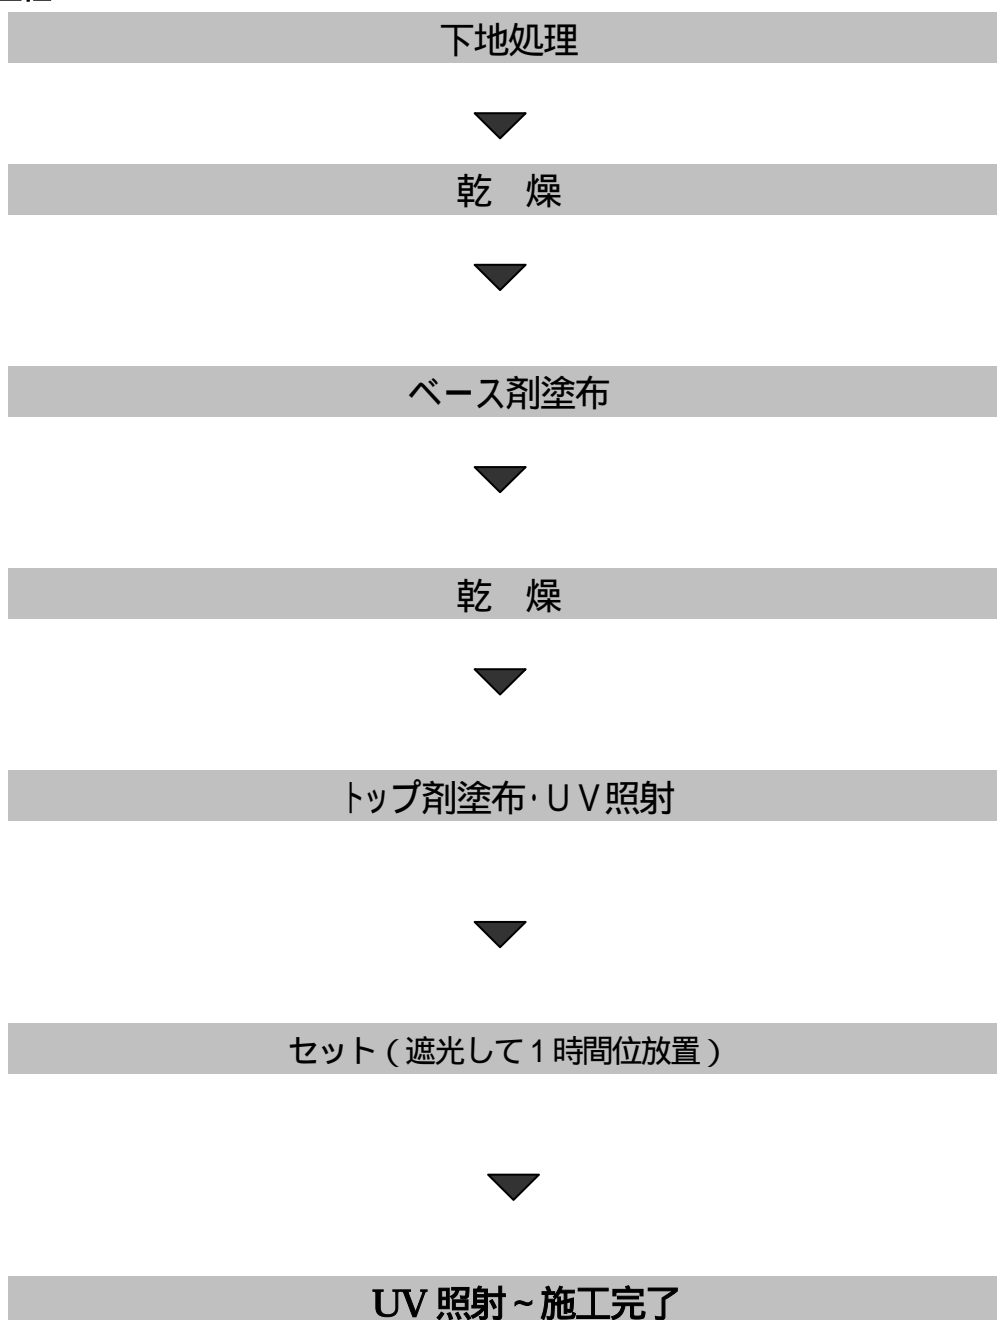 下地処理
乾　燥
ベース剤塗布
乾　燥
トップ剤塗布・ＵＶ照射
セット（遮光して１時間位放置）
UV 照射~施工完了